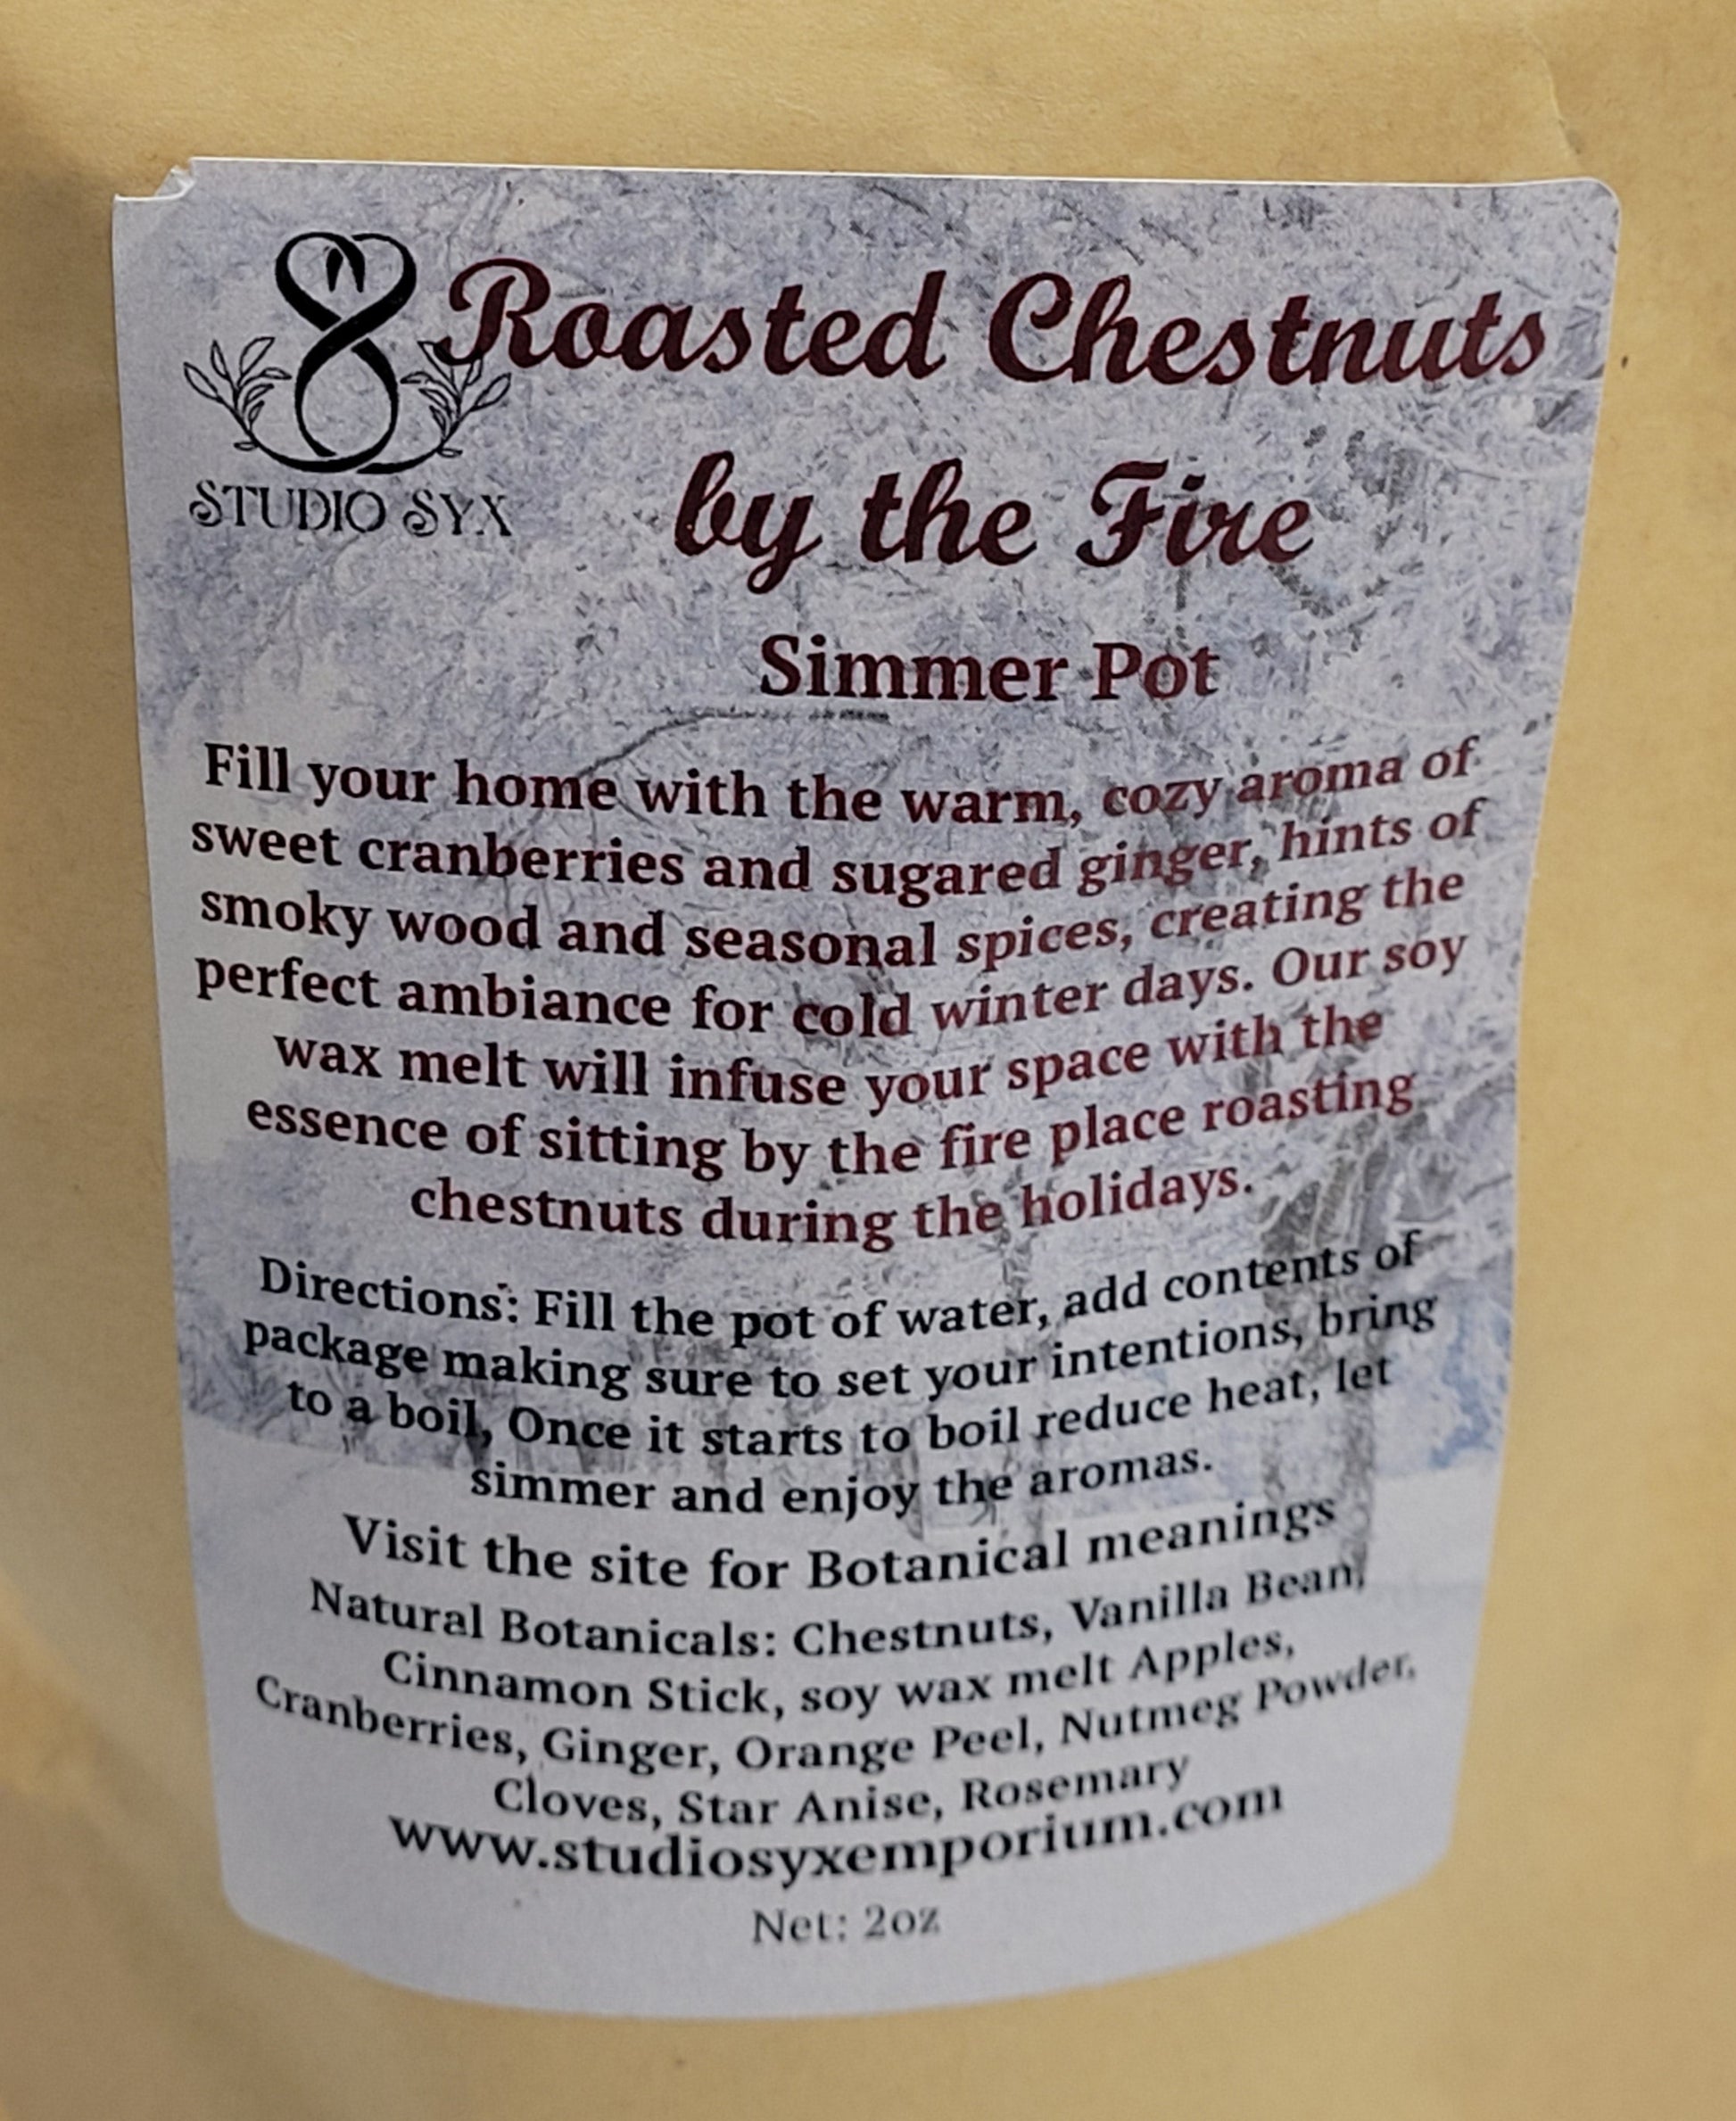 STUDIO SYX
Roasted Chestnuts
by the Fire
Simmer Pot
Fill your home with the warm, cozy aroma of
sweet cranberries and sugared ginger, hints of
smoky wood and seasonal spices, creating the
perfect ambiance for cold winter days. Our soy
wax melt will infuse your space with the
essence of sitting by the fire place roasting
chestnuts during the holidays.
Directions: Fill the pot of water, add contents of
package making sure to set your intentions, bring
to a boil, Once it starts to boil reduce heat, let
simmer and enjoy the aromas.
Visit the site for Botanical meanings
Natural Botanicals: Chestnuts, Vanilla Bean,
Cinnamon Stick, soy wax melt Apples,
Cranberries, Ginger, Orange Peel, Nutmeg Powder,
Cloves, Star Anise, Rosemary
www.studiosyxemporium.com
Net: 2oz